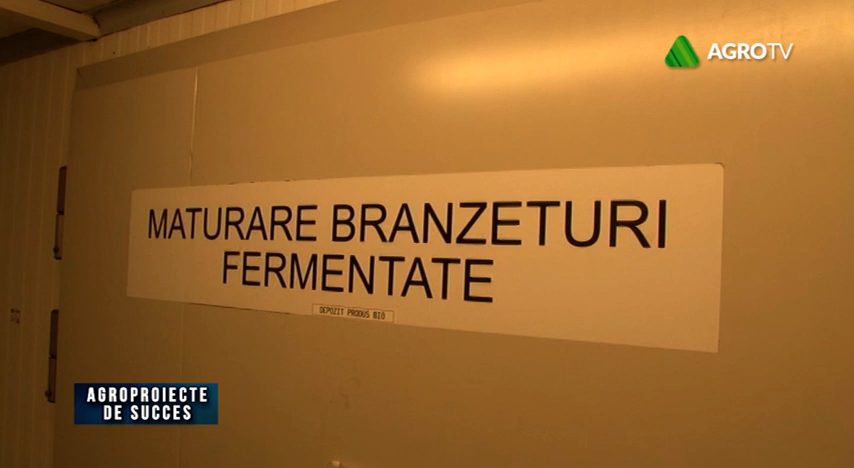 AGROTV
MATURARE BRANZETURI
FERMENTATE
DEPOZIT PRODUS BIO
AGROPROIECTE
DE SUCCES